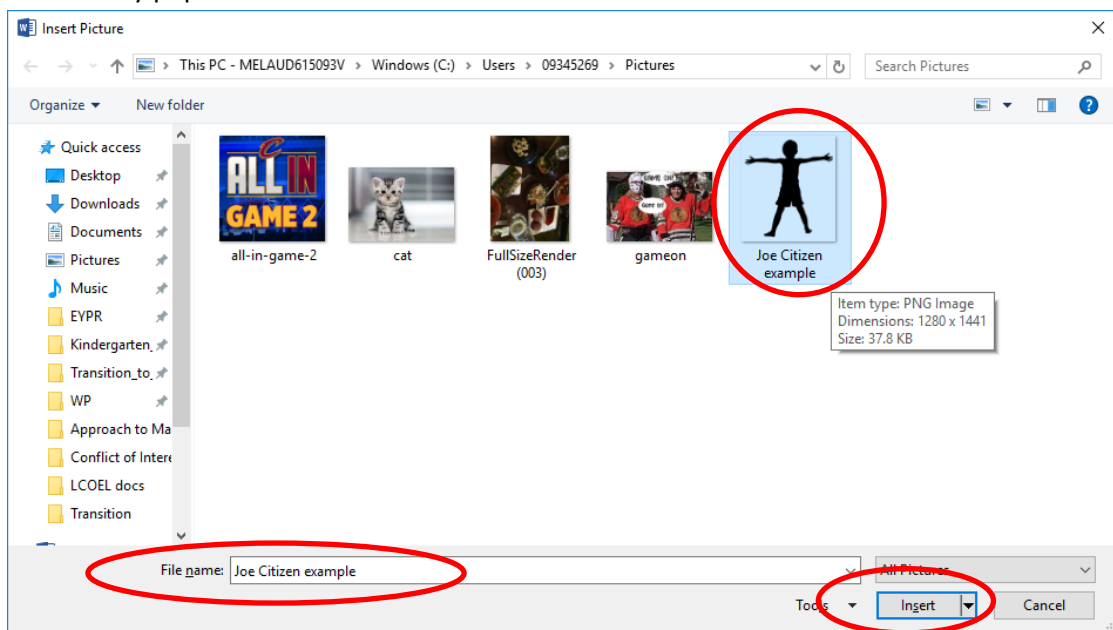 Insert Picture
This PC - MELAUD615093V > Windows (C:) > Users > 09345269 > Pictures
Search Pictures
Organize
New folder
Quick access
Desktop
Downloads
Documents
Pictures
Music
EYPR
Kindergarten_
Transition_to_
WP
Approach to Ma
Conflict of Intere
LCOEL docs
Transition
ALL IN
GAME 2
all-in-game-2
cat
FullSizeRender
(003)
GAME ON!
gameon
Joe Citizen
example
Item type: PNG Image
Dimensions: 1280 x 1441
Size: 37.8 KB
File name: Joe Citizen example
All Pictures
Tools
Insert
Cancel